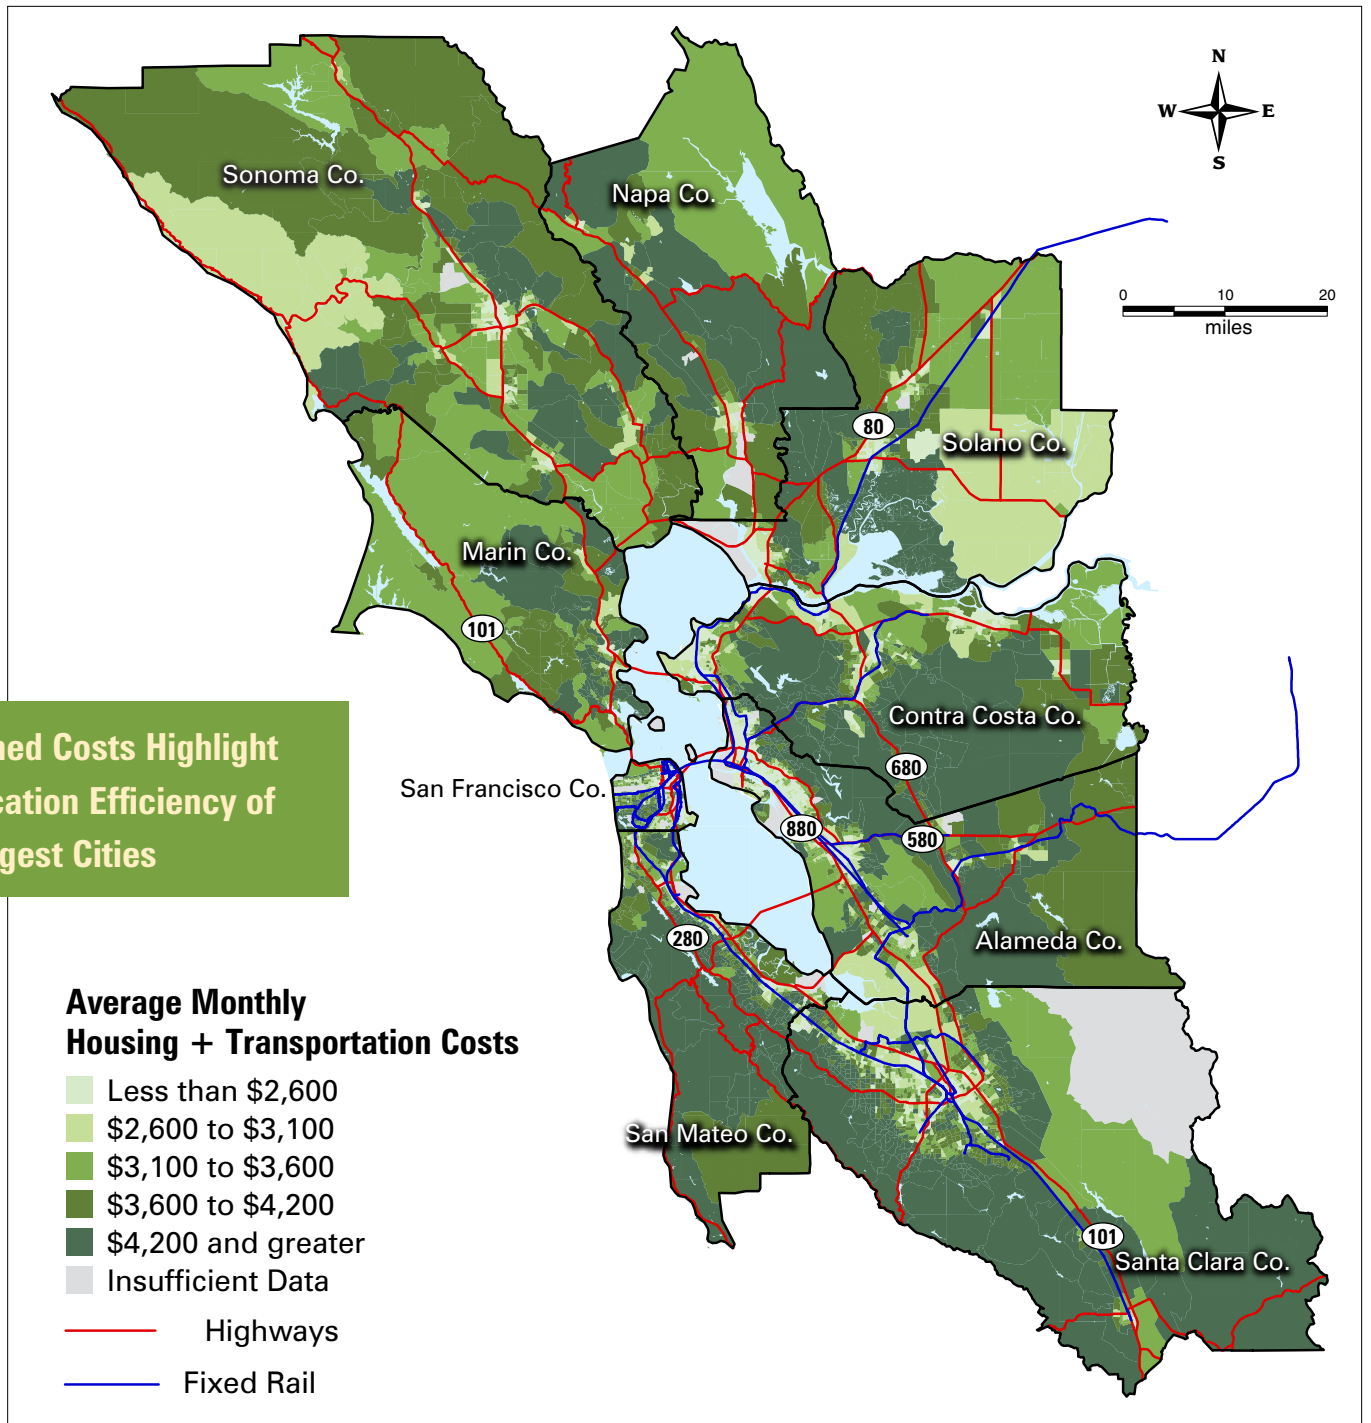 N
W E
S
Sonoma Co.
Napa Co.
0 10 20
miles
80
Solano Co.
Marin Co.
101
Contra Costa Co.
680
ned Costs Highlight
cation Efficiency of
gest Cities
San Francisco Co.
880
580
280
Alameda Co.
Average Monthly
Housing + Transportation Costs
Less than $2,600
$2,600 to $3,100
$3,100 to $3,600
$3,600 to $4,200
$4,200 and greater
Insufficient Data
Highways
Fixed Rail
San Mateo Co.
101
Santa Clara Co.